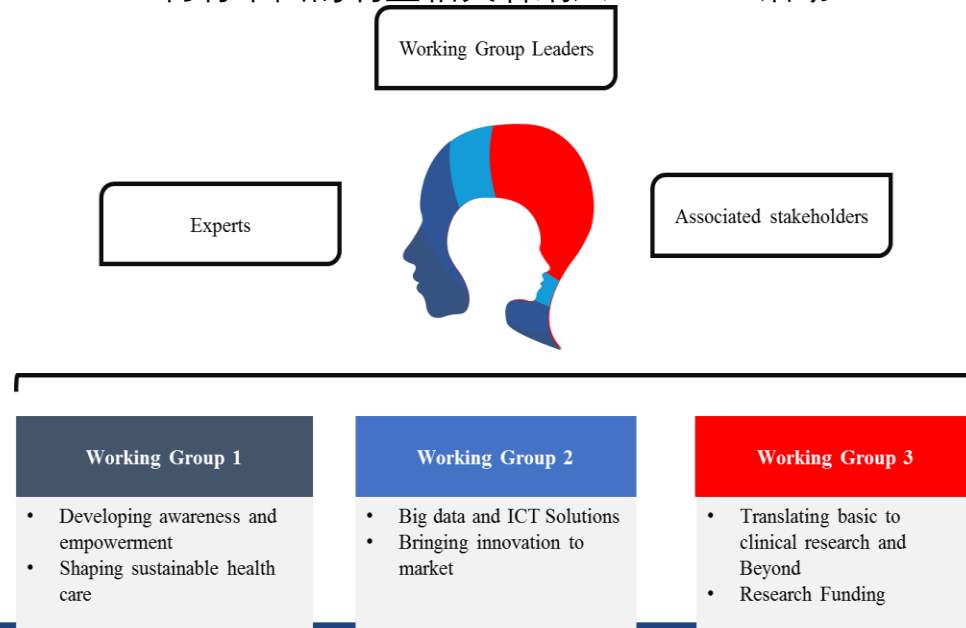 Working Group Leaders
Experts
Associated stakeholders
Working Group 1
• Developing awareness and
empowerment
• Shaping sustainable health
care
Working Group 2
• Big data and ICT Solutions
• Bringing innovation to
market
Working Group 3
• Translating basic to
clinical research and
Beyond
• Research Funding